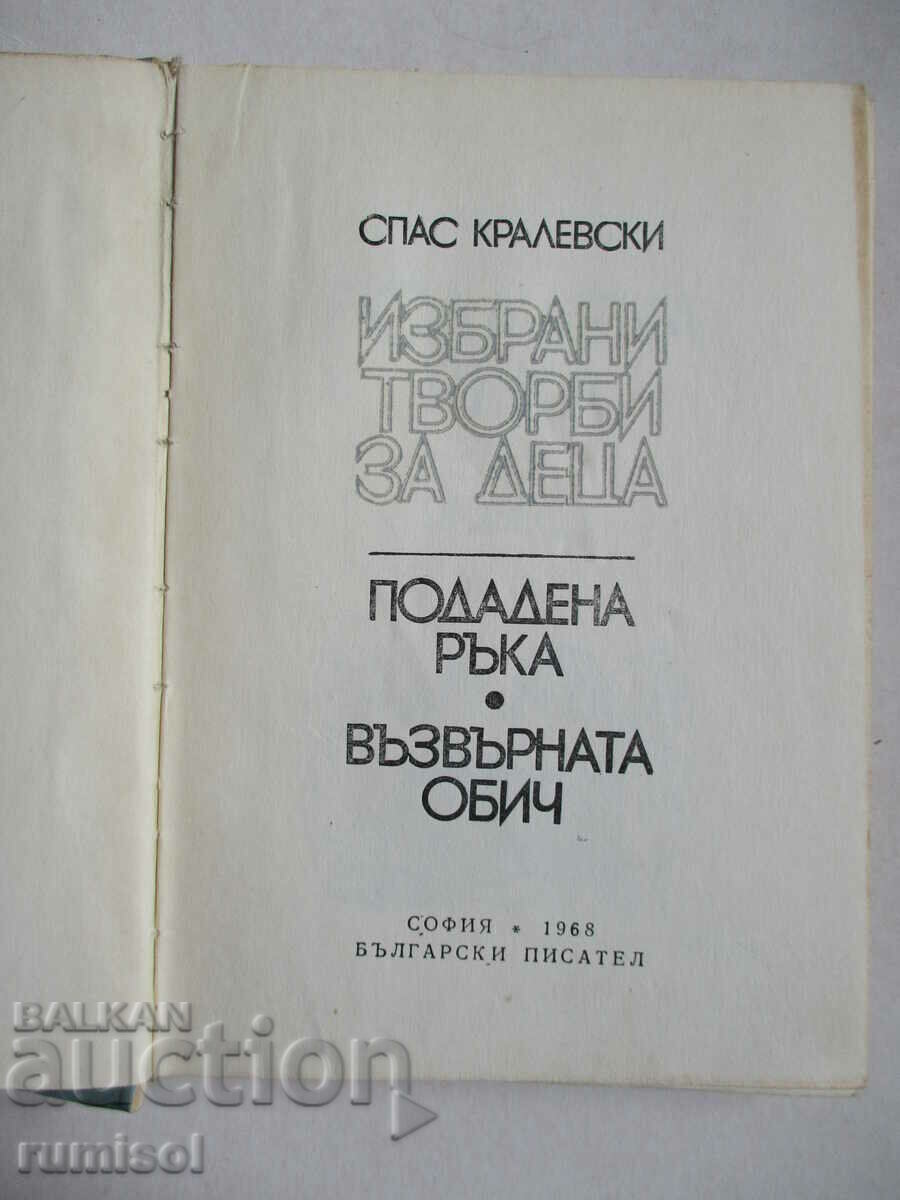 СПАС КРАЛЕВСКИ
ИЗБРАНИ
ТВОРБИ
ЗА ДЕЦА
ПОДАДЕНА
РЪКА
•
ВЪЗВЪРНАТА
ОБИЧ
СОФИЯ * 1968
БЪЛГАРСКИ ПИСАТЕЛ
BALKAN
auction
rumisol